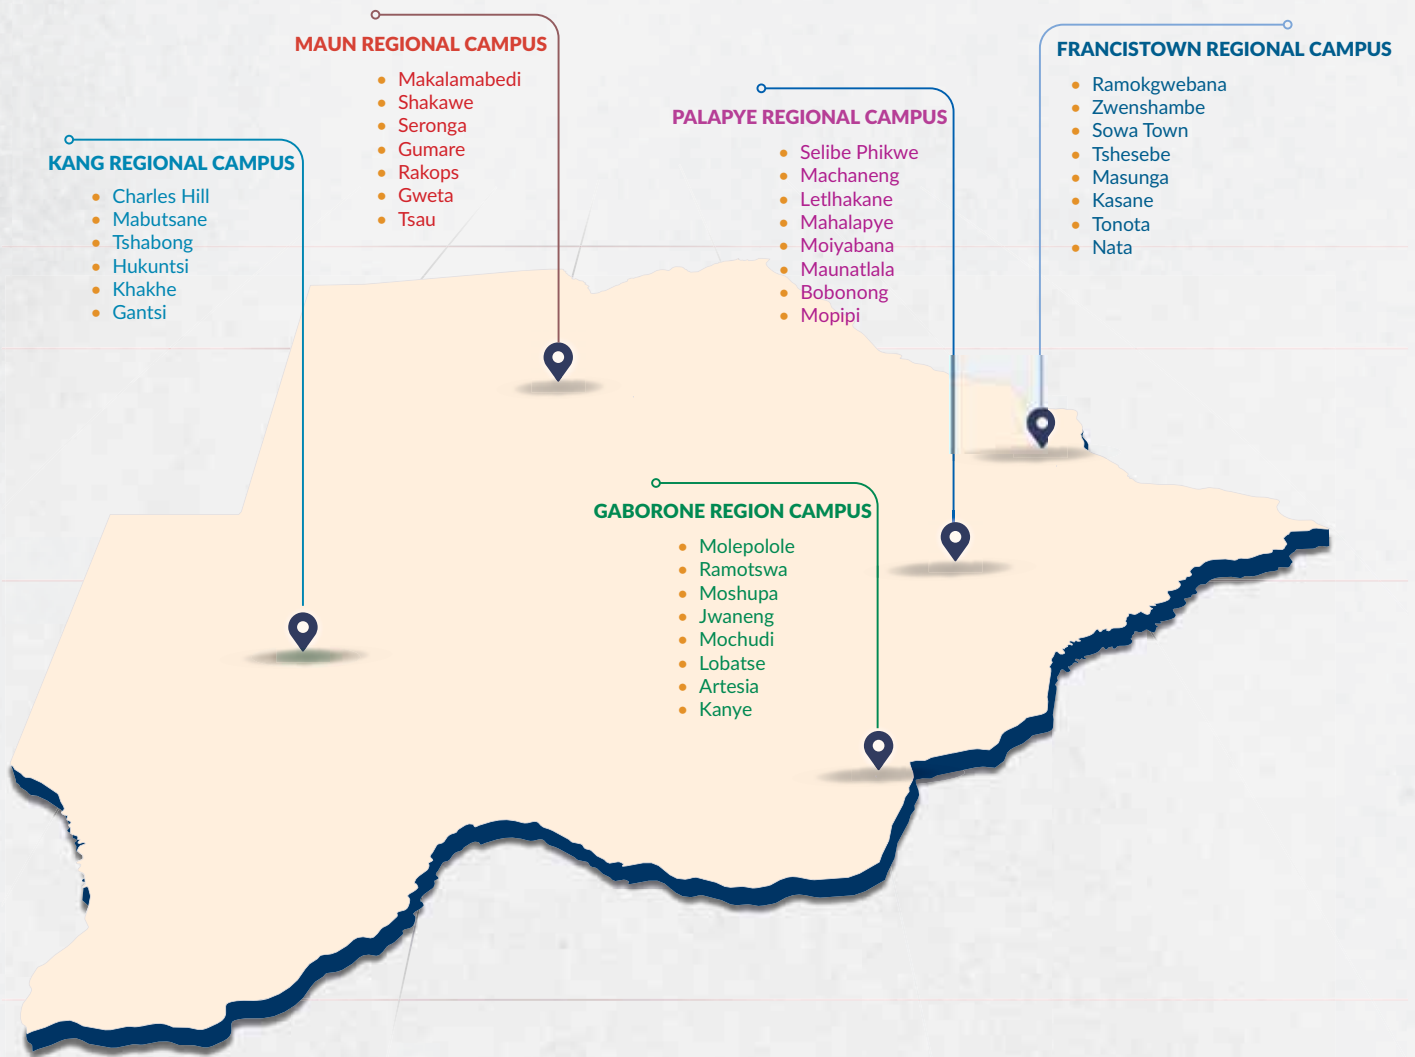 MAUN REGIONAL CAMPUS
Makalamabedi
Shakawe
Seronga
Gumare
Rakops
Gweta
Tsau
FRANCISTOWN REGIONAL CAMPUS
Ramokgwebana
Zwenshambe
Sowa Town
Tshesebe
Masunga
Kasane
Tonota
Nata
PALAPYE REGIONAL CAMPUS
Selibe Phikwe
Machaneng
Letlhakane
Mahalapye
Moiyabana
Maunatlala
Bobonong
Mopipi
KANG REGIONAL CAMPUS
Charles Hill
Mabutsane
Tshabong
Hukuntsi
Khakhe
Gantsi
GABORONE REGION CAMPUS
Molepolole
Ramotswa
Moshupa
Jwaneng
Mochudi
Lobatse
Artesia
Kanye